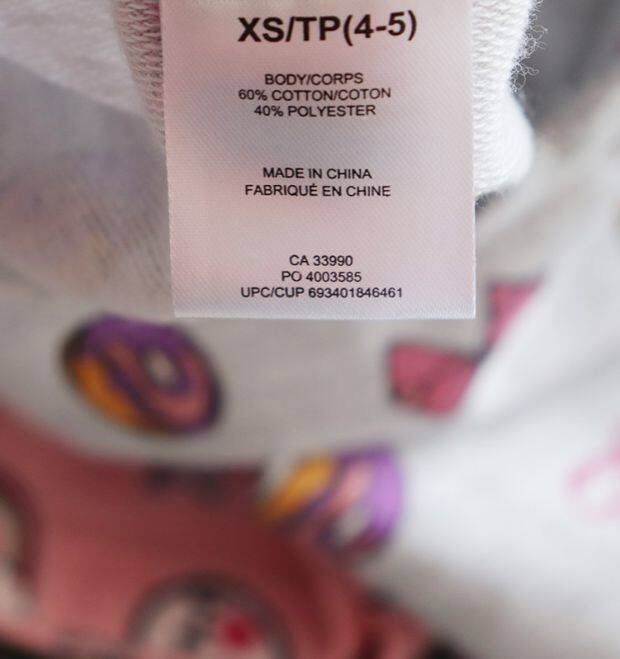 XS/TP(4-5)
BODY/CORPS
60% COTTON/COTON
40% POLYESTER
MADE IN CHINA
FABRIQUÉ EN CHINE
CA 33990
PO 4003585
UPC/CUP 693401846461